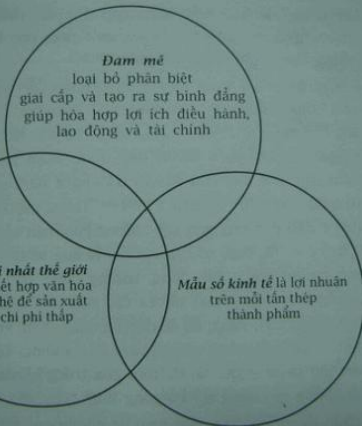 Đam mê
loại bỏ phân biệt
giai cấp và tạo ra sự bình đẳng
giúp hòa hợp lợi ích điều hành,
lao động và tài chính
nhất thế giới
hợp văn hóa
để sản xuất
chi phí thấp
Mẫu số kinh tế là lợi nhuận
trên mỗi tấn thép
thành phẩm